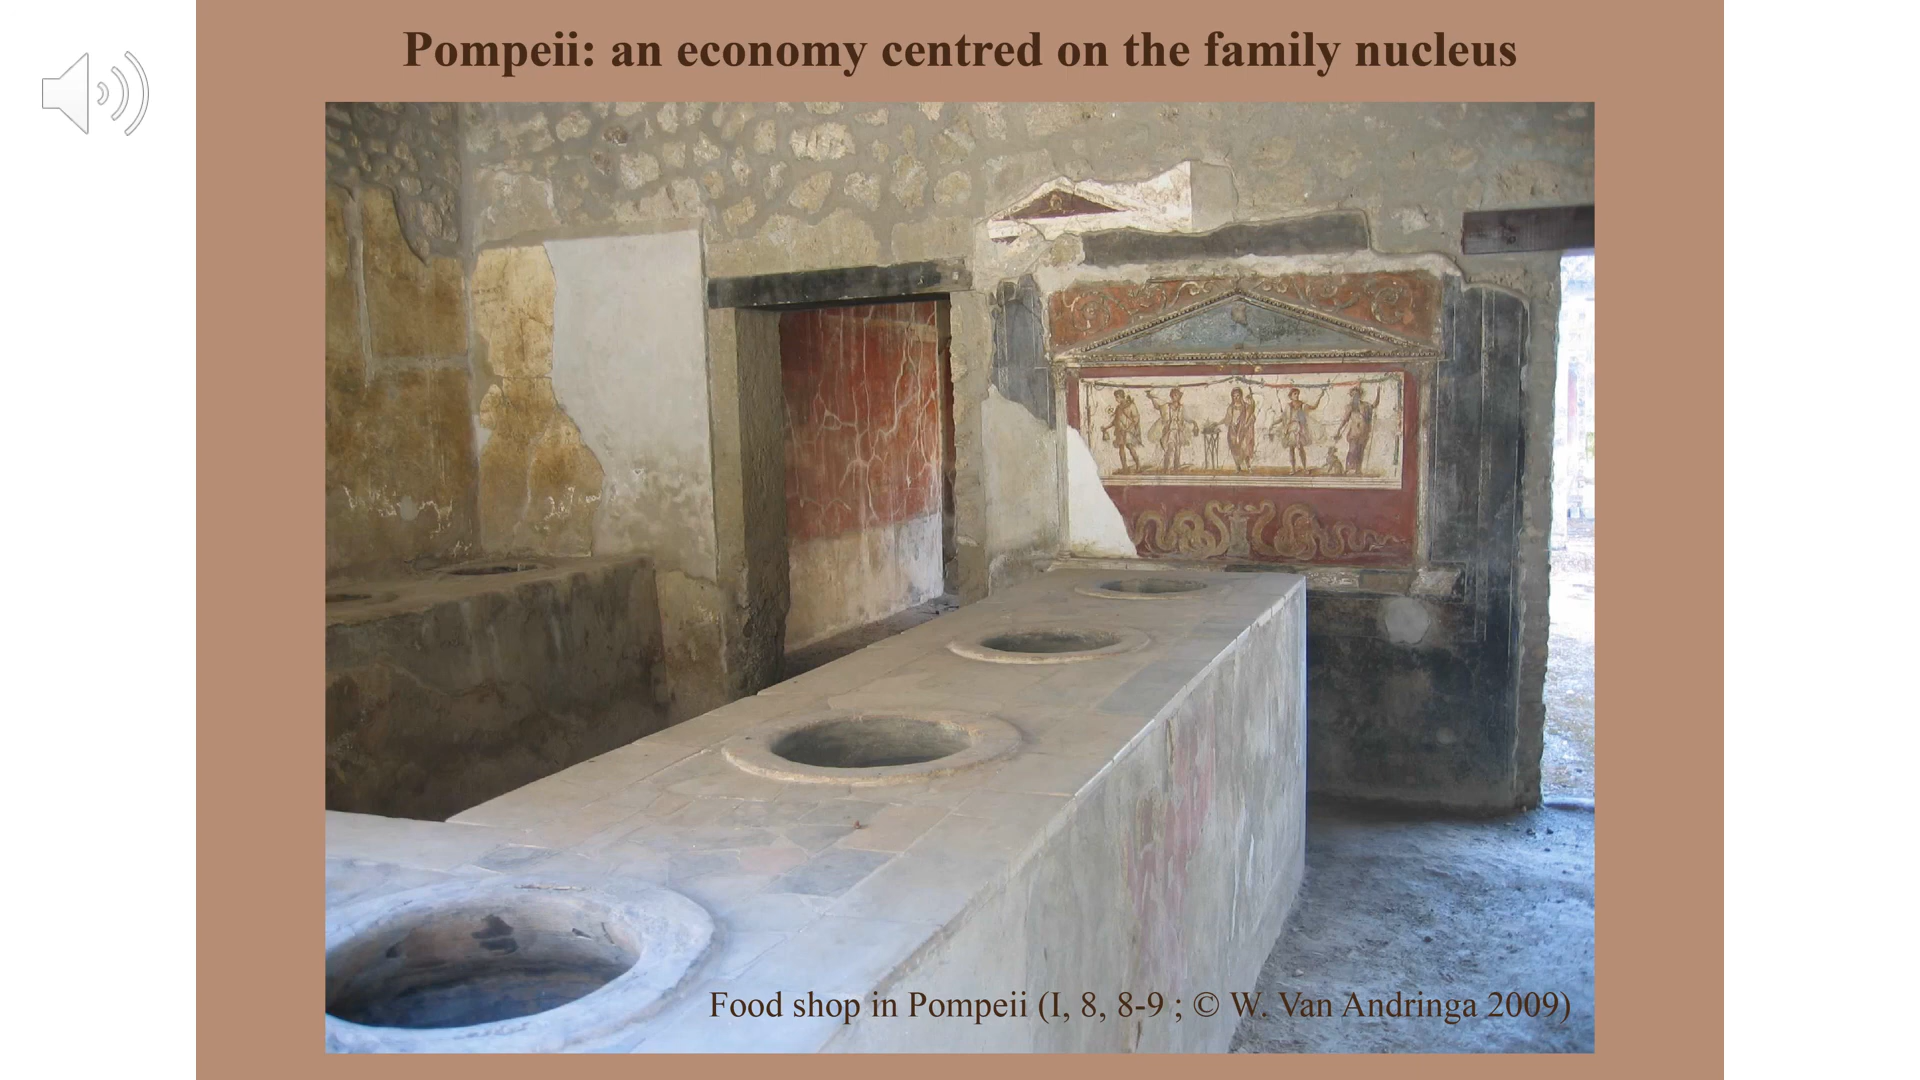 Pompeii: an economy centred on the family nucleus
Food shop in Pompeii (I, 8, 8-9 ; © W. Van Andringa 2009)